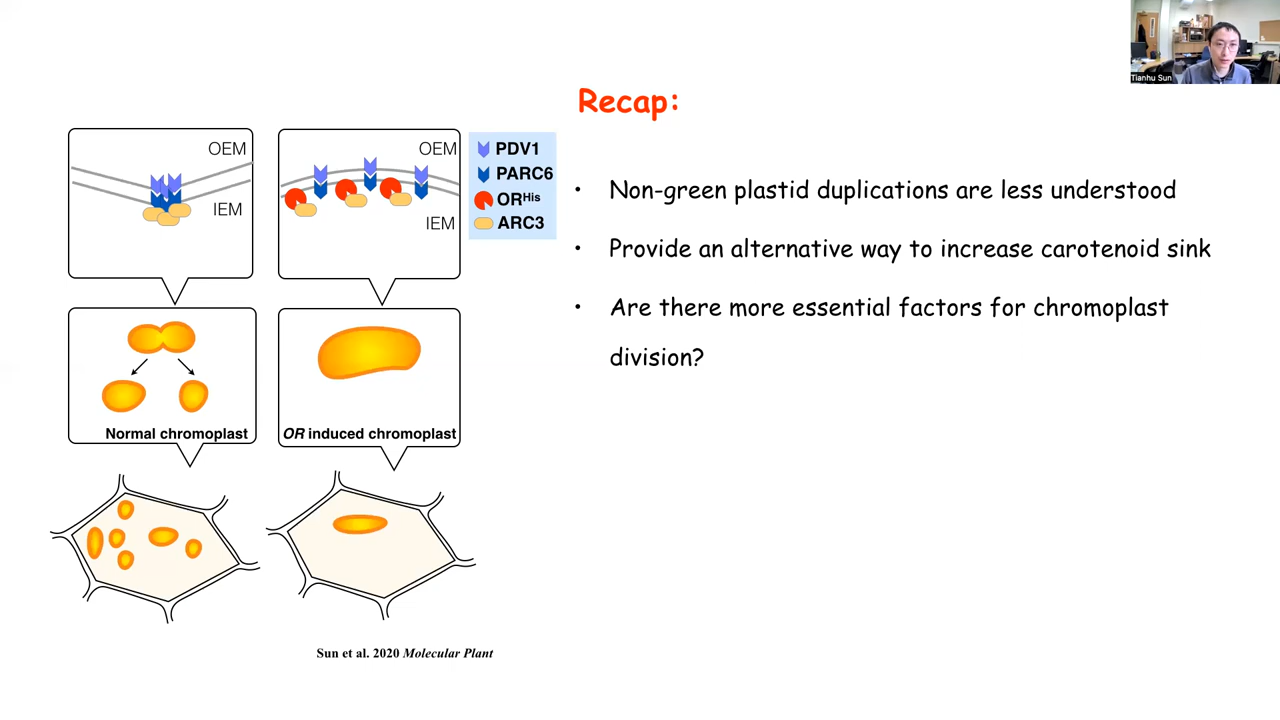 Tianhu Sun
Recap:
OEM
IEM
OEM
IEM
PDV1
PARC6
ORHis
ARC3
• Non-green plastid duplications are less understood
• Provide an alternative way to increase carotenoid sink
• Are there more essential factors for chromoplast
division?
Normal chromoplast
OR induced chromoplast
Sun et al. 2020 Molecular Plant